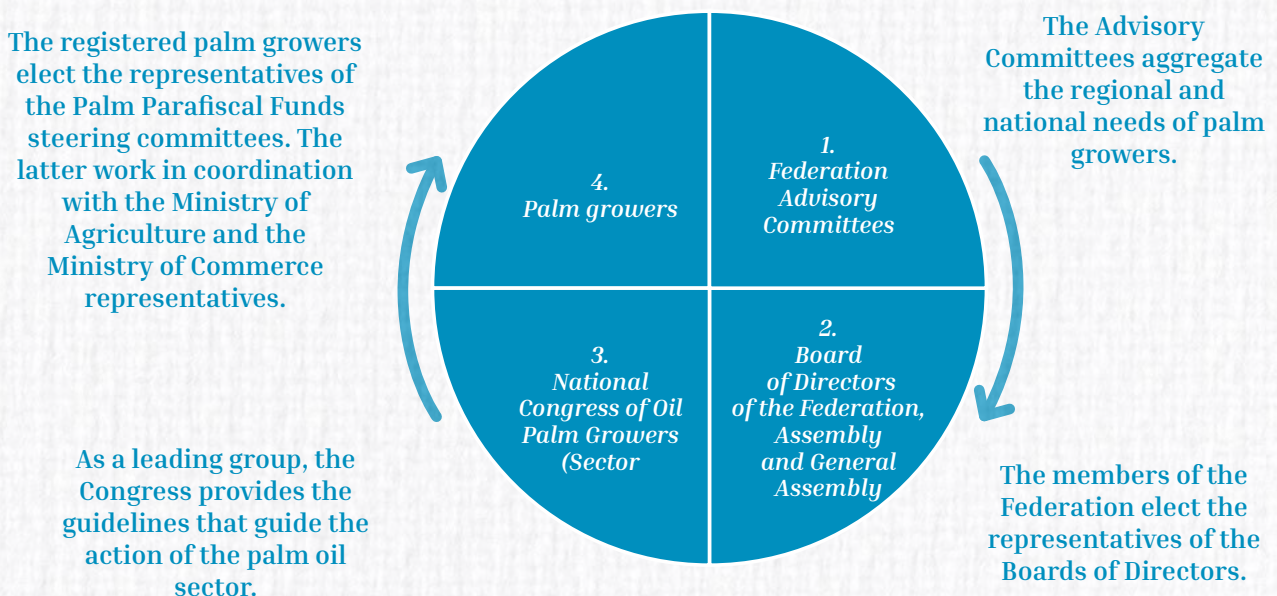 The registered palm growers
elect the representatives of
the Palm Parafiscal Funds
steering committees. The
latter work in coordination
with the Ministry of
Agriculture and the
Ministry of Commerce
representatives.
The Advisory
Committees aggregate
the regional and
national needs of palm
growers.
4.
Palm growers
1.
Federation
Advisory
Committees
3.
National
Congress of Oil
Palm Growers
(Sector
2.
Board
of Directors
of the Federation,
Assembly
and General
Assembly
As a leading group, the
Congress provides the
guidelines that guide the
action of the palm oil
sector.
The members of the
Federation elect the
representatives of the
Boards of Directors.